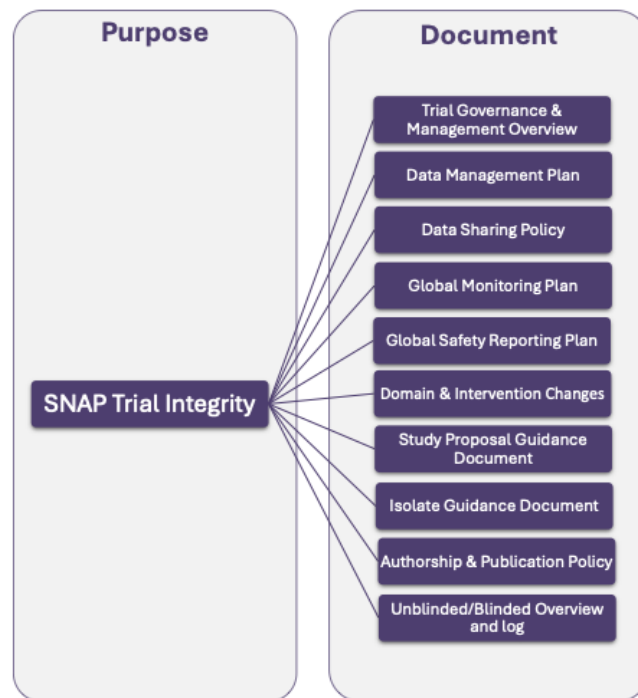 Purpose
Document
Trial Governance &
Management Overview
Data Management Plan
Data Sharing Policy
Global Monitoring Plan
Global Safety Reporting Plan
SNAP Trial Integrity
Domain & Intervention Changes
Study Proposal Guidance
Document
Isolate Guidance Document
Authorship & Publication Policy
Unblinded/Blinded Overview
and log